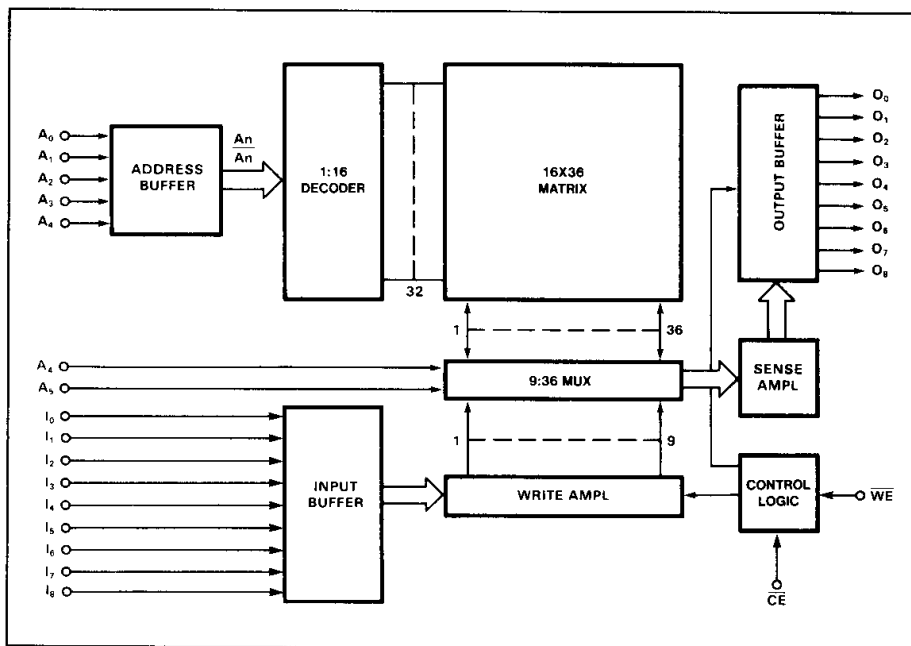 A0
A1
A2
A3
A4
ADDRESS
BUFFER
An
An
1:16
DECODER
32
16X36
MATRIX
OUTPUT BUFFER
O0
O1
O2
O3
O4
O5
O6
O7
O8
1
36
A4
A5
9:36 MUX
SENSE
AMPL
I0
I1
I2
I3
I4
I5
I6
I7
I8
INPUT
BUFFER
1
9
WRITE AMPL
CONTROL
LOGIC
WE
CE